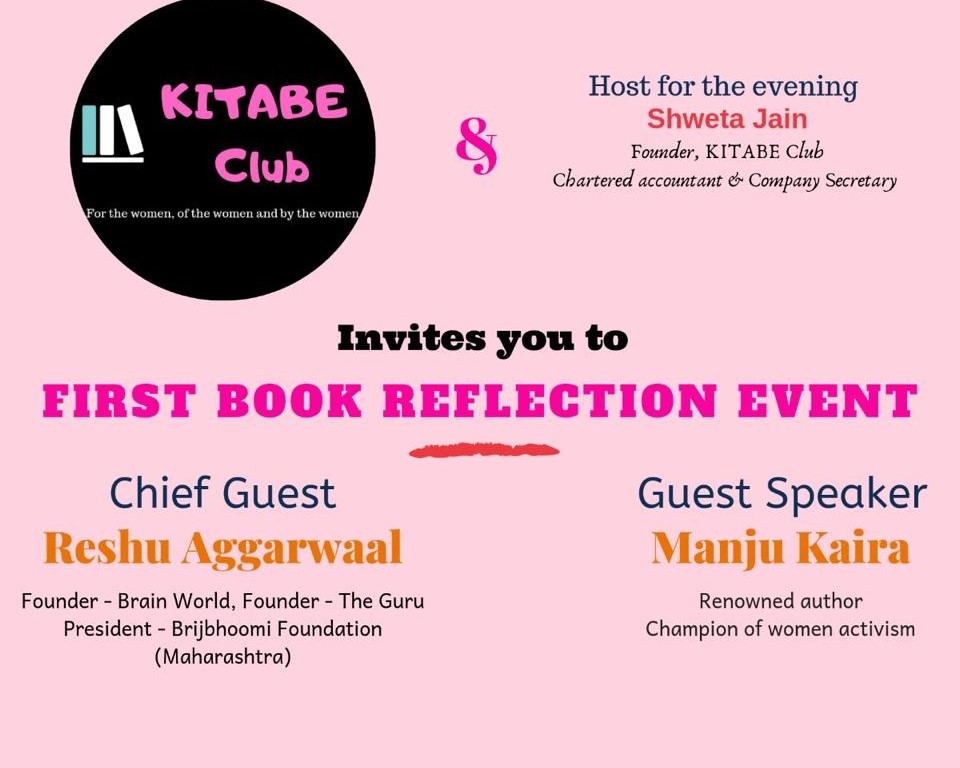 KITABE
Club
For the women, of the women and by the women
&
Host for the evening
Shweta Jain
Founder, KITABE Club
Chartered accountant & Company Secretary
Invites you to
FIRST BOOK REFLECTION EVENT
Chief Guest
Reshu Aggarwaal
Founder - Brain World, Founder - The Guru
President - Brijbhoomi Foundation
(Maharashtra)
Guest Speaker
Manju Kaira
Renowned author
Champion of women activism